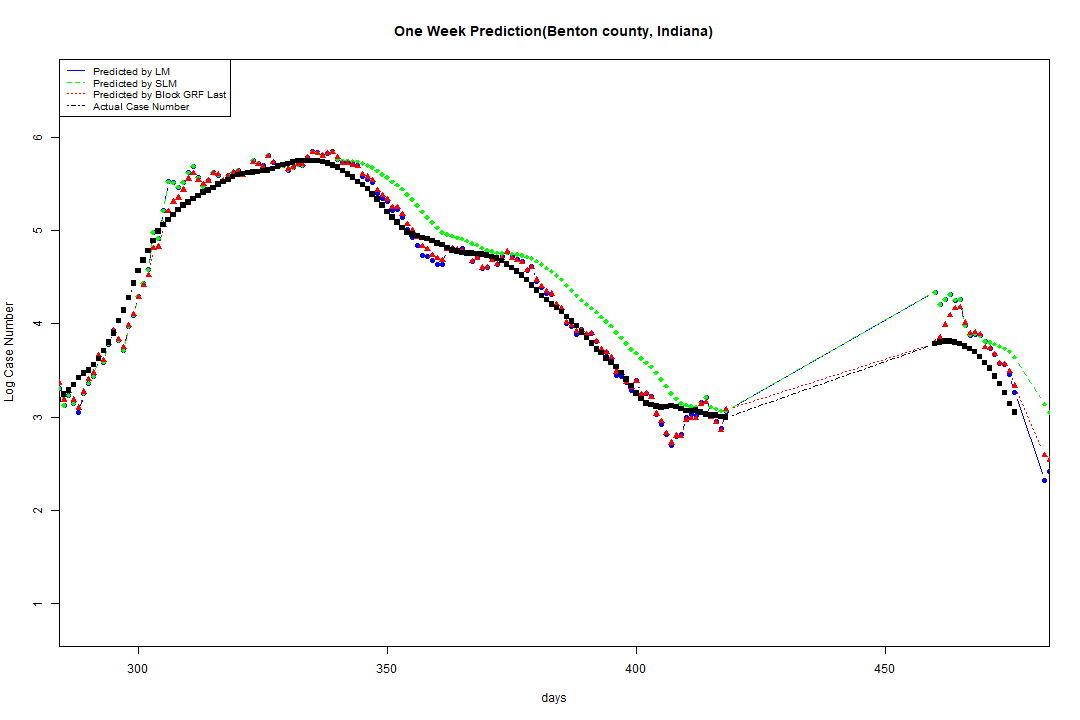 One Week Prediction(Benton county, Indiana)
Predicted by LM
Predicted by SLM
Predicted by Block GRF Last
Actual Case Number
6
5
4
3
2
1
Log Case Number
300 350 400 450
days